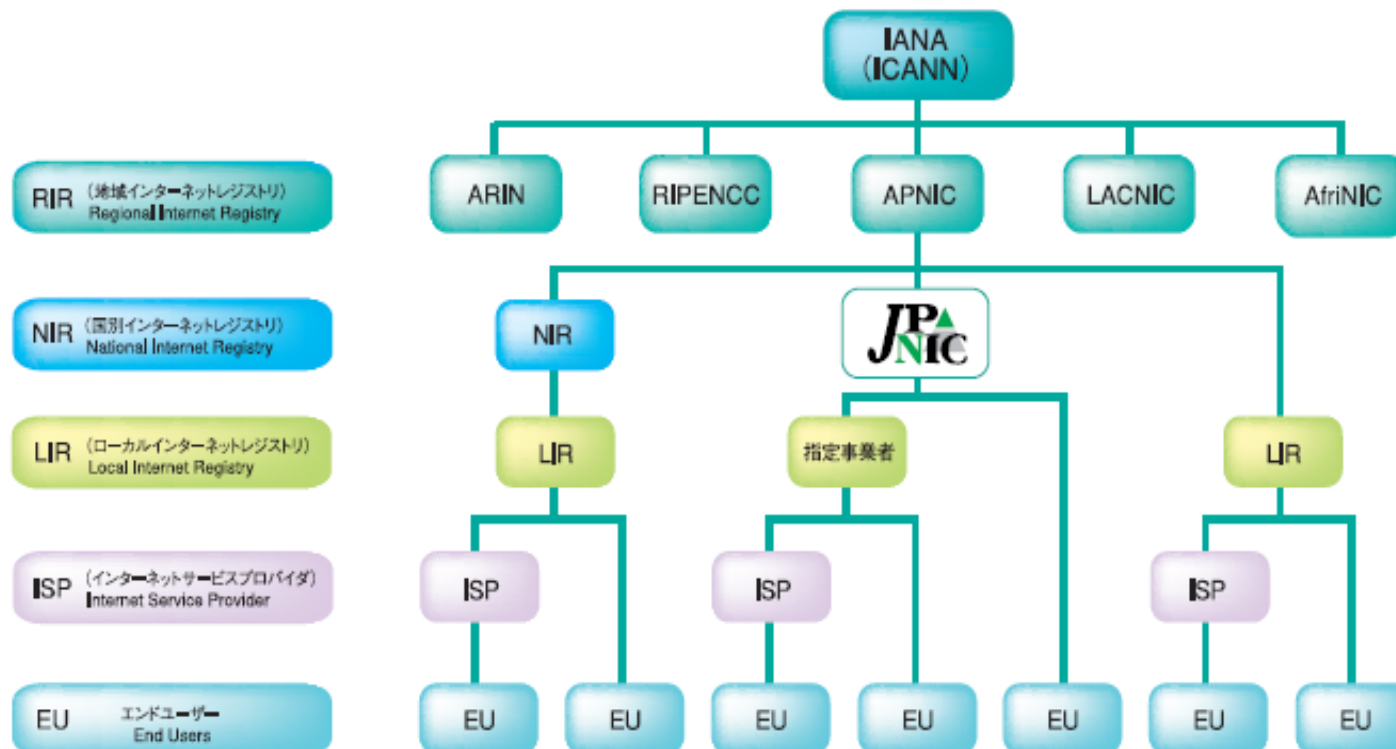 IANA
(ICANN)
RIR (地域インターネットレジストリ)
Regional Internet Registry
ARIN
RIPENCC
APNIC
LACNIC
AfriNIC
NIR (国別インターネットレジストリ)
National Internet Registry
NIR
JP
NIC
LIR (ローカルインターネットレジストリ)
Local Internet Registry
LIR
指定事業者
LIR
ISP (インターネットサービスプロバイダ)
Internet Service Provider
ISP
ISP
ISP
EU エンドユーザー
End Users
EU
EU
EU
EU
EU
EU
EU